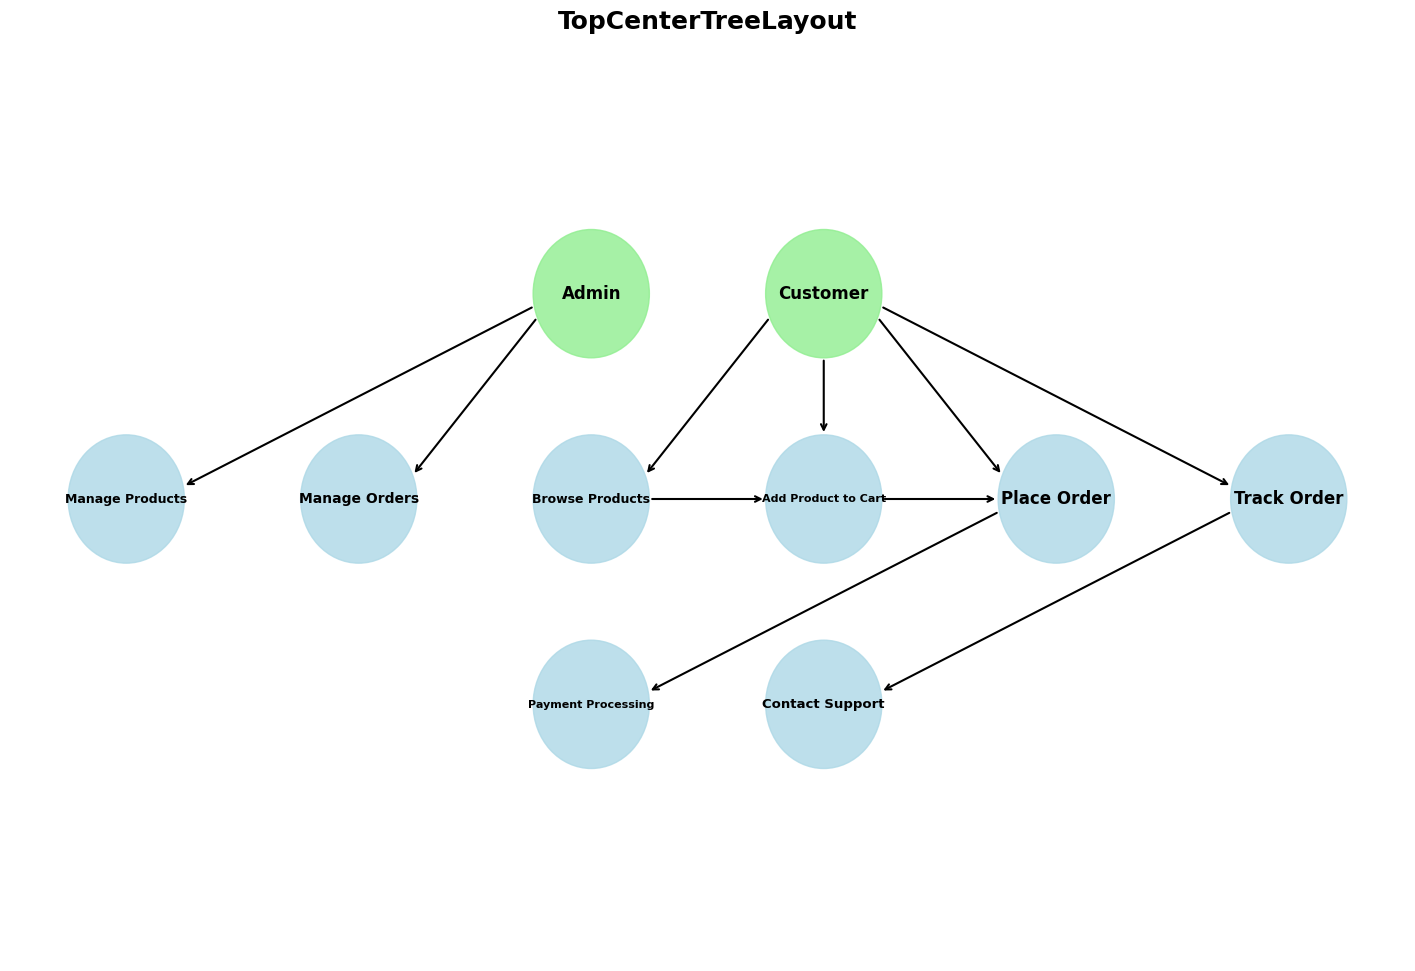 TopCenterTreeLayout
Admin
Customer
Manage Products
Manage Orders
Browse Products
Add Product to Cart
Place Order
Track Order
Payment Processing
Contact Support